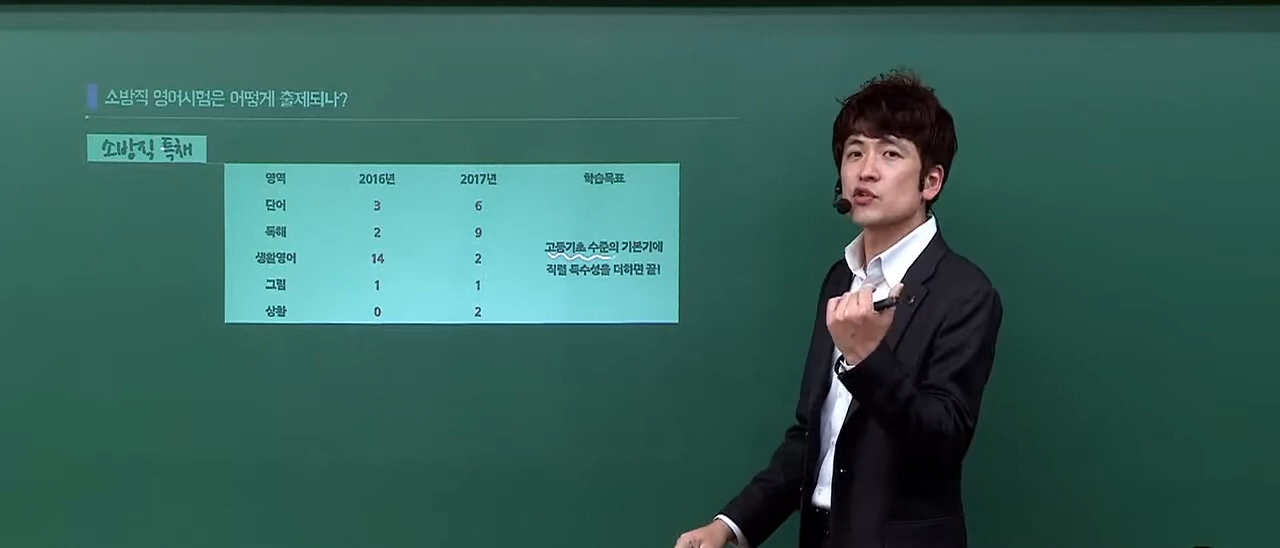 소방직 영어시험은 어떻게 출제되나?
소방직 특채
영역 2016년 2017년 학습목표
단어 3 6
독해 2 9
생활영어 14 2
그림 1 1
상황 0 2
고등기초 수준의 기본기에
직렬 특수성을 더하면 끝!